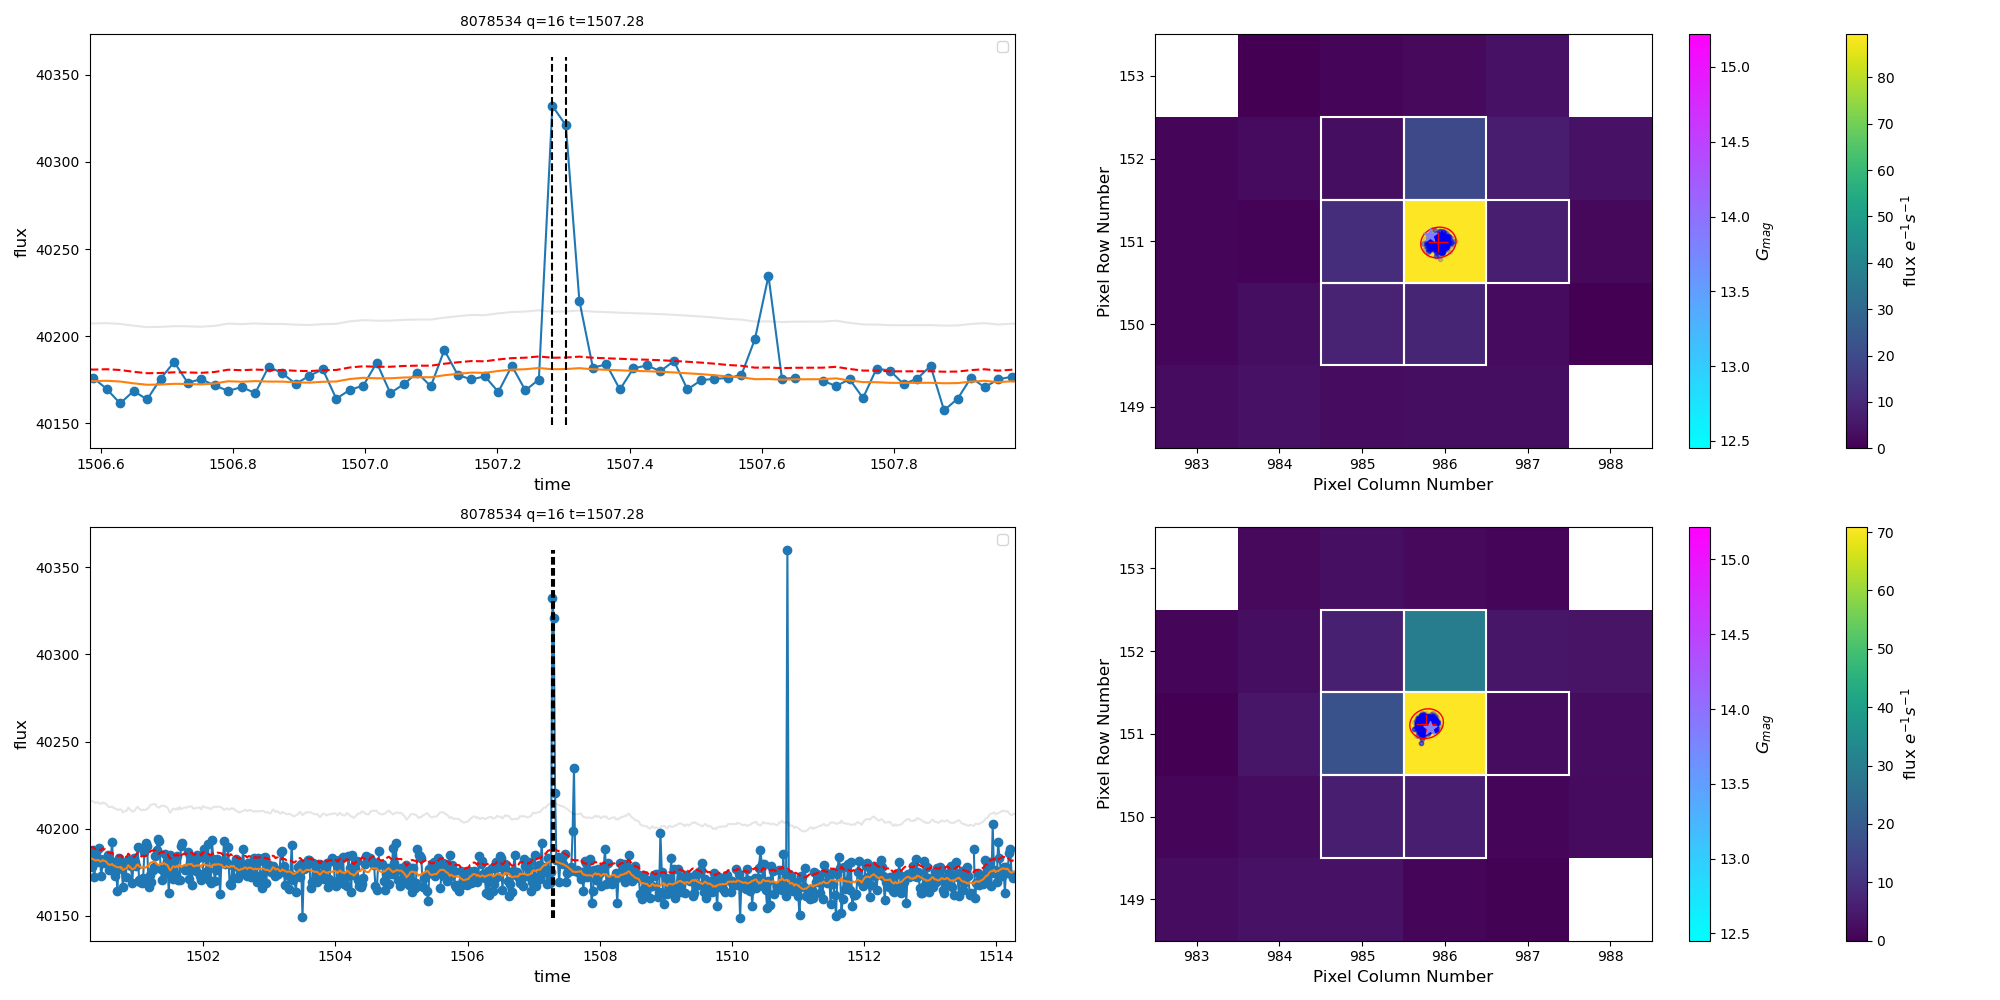 8078534 q=16 t=1507.28
flux
40350
40300
40250
40200
40150
1506.6 1506.8 1507.0 1507.2 1507.4 1507.6 1507.8
time
Pixel Row Number
153
152
151
150
149
983 984 985 986 987 988
Pixel Column Number
15.0
14.5
14.0
13.5
13.0
12.5
G_mag
80
70
60
50
40
30
20
10
0
flux e⁻¹s⁻¹
8078534 q=16 t=1507.28
flux
40350
40300
40250
40200
40150
1502 1504 1506 1508 1510 1512 1514
time
Pixel Row Number
153
152
151
150
149
983 984 985 986 987 988
Pixel Column Number
15.0
14.5
14.0
13.5
13.0
12.5
G_mag
70
60
50
40
30
20
10
0
flux e⁻¹s⁻¹